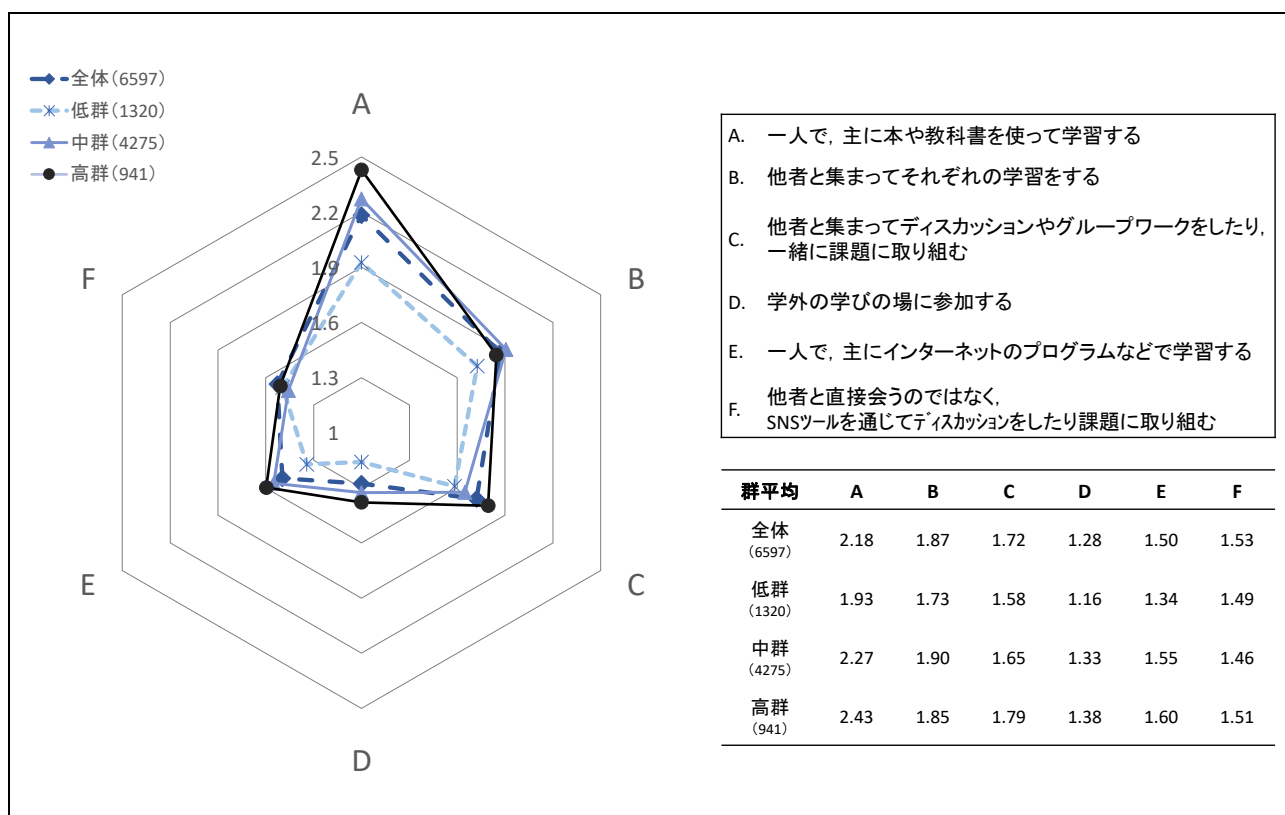 全体(6597)
低群(1320)
中群(4275)
高群(941)
A
B
C
D
E
F
2.5
2.2
1.9
1.6
1.3
1
A. 一人で, 主に本や教科書を使って学習する
B. 他者と集まってそれぞれの学習をする
C. 他者と集まってディスカッションやグループワークをしたり,
一緒に課題に取り組む
D. 学外の学びの場に参加する
E. 一人で, 主にインターネットのプログラムなどで学習する
F. 他者と直接会うのではなく,
SNSツールを通じてディスカッションをしたり課題に取り組む
群平均 A B C D E F
全体
(6597) 2.18 1.87 1.72 1.28 1.50 1.53
低群
(1320) 1.93 1.73 1.58 1.16 1.34 1.49
中群
(4275) 2.27 1.90 1.65 1.33 1.55 1.46
高群
(941) 2.43 1.85 1.79 1.38 1.60 1.51